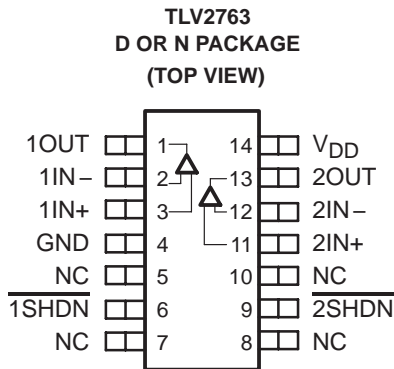 TLV2763
D OR N PACKAGE
(TOP VIEW)
1OUT 1 14 VDD
1IN− 2 13 2OUT
1IN+ 3 12 2IN−
GND 4 11 2IN+
NC 5 10 NC
1SHDN 6 9 2SHDN
NC 7 8 NC